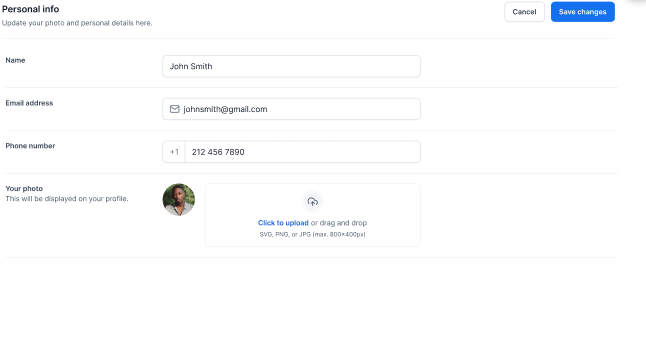 Personal info
Update your photo and personal details here.
Cancel
Save changes
Name
John Smith
Email address
johnsmith@gmail.com
Phone number
+1
212 456 7890
Your photo
This will be displayed on your profile.
Click to upload or drag and drop
SVG, PNG, or JPG (max. 800×400px)